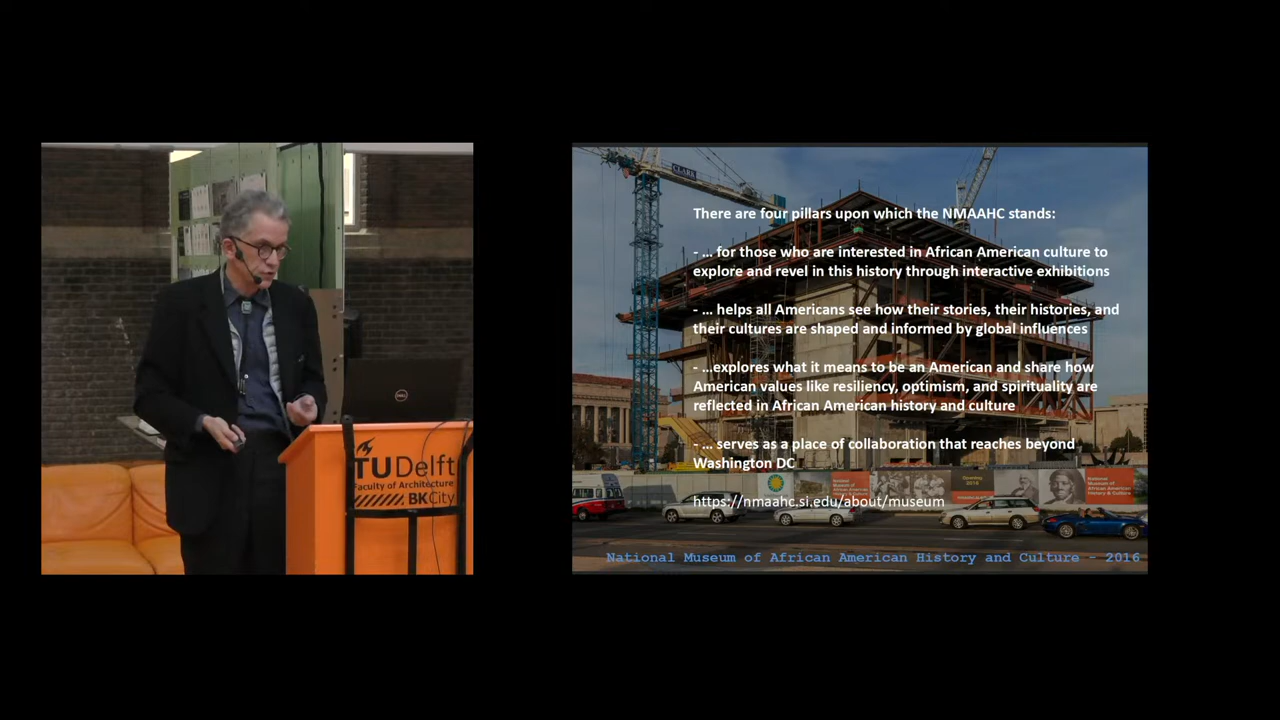 TUDelft
Faculty of Architecture
BKCity
DELL
CLARK
There are four pillars upon which the NMAAHC stands:
- ... for those who are interested in African American culture to
explore and revel in this history through interactive exhibitions
- ... helps all Americans see how their stories, their histories, and
their cultures are shaped and informed by global influences
- ...explores what it means to be an American and share how
American values like resiliency, optimism, and spirituality are
reflected in African American history and culture
- ... serves as a place of collaboration that reaches beyond
Washington DC
https://nmaahc.si.edu/about/museum
National Museum of African American History and Culture - 2016